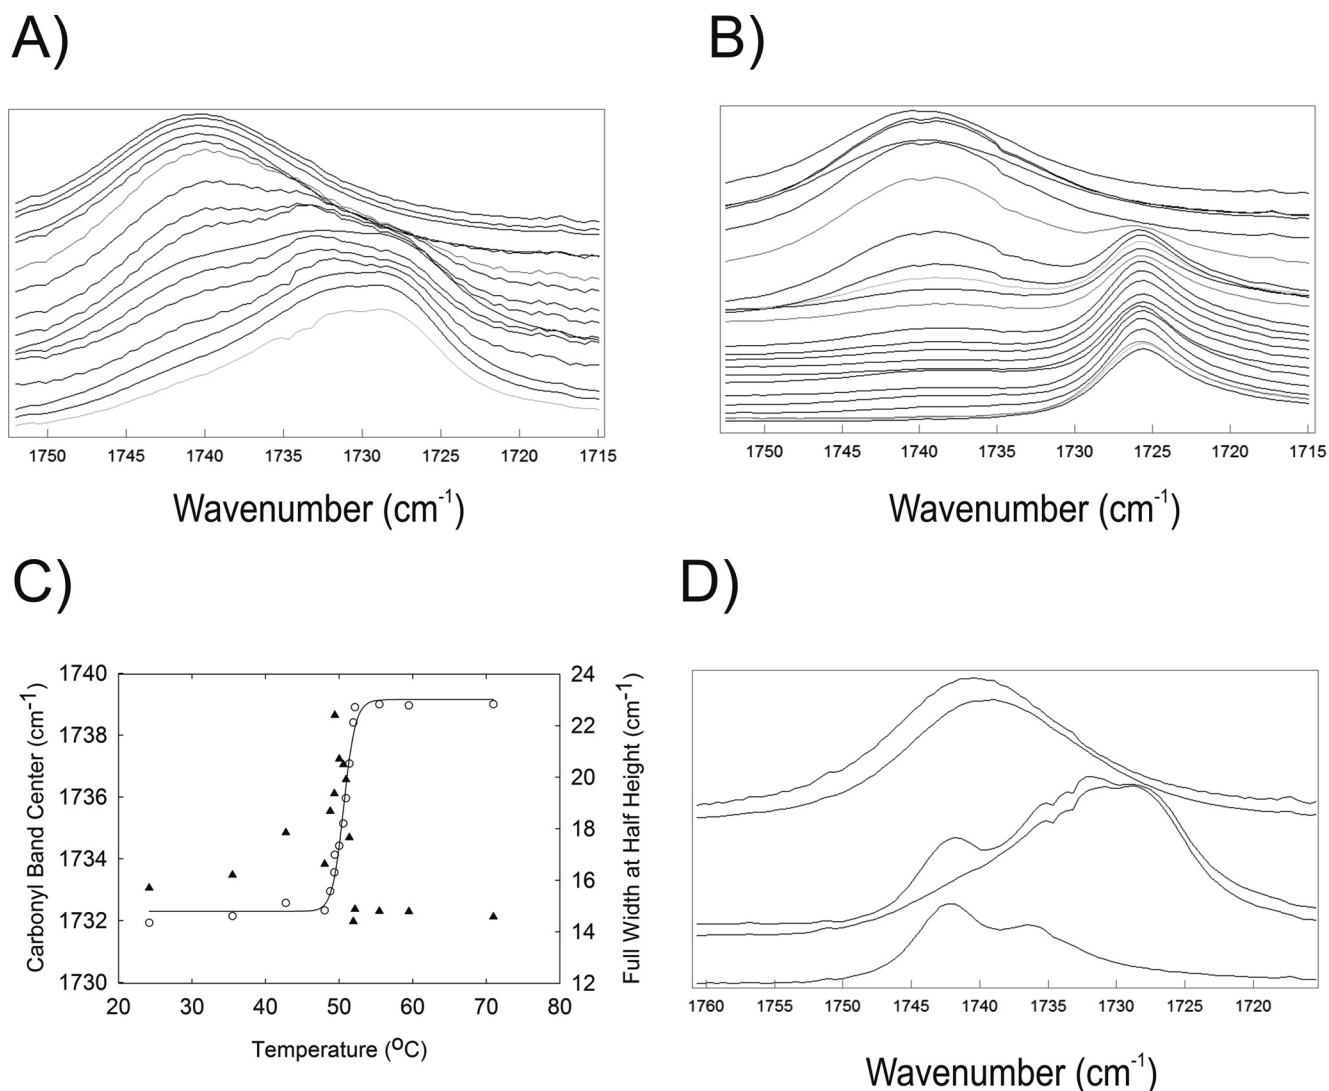 A)
B)
1750 1745 1740 1735 1730 1725 1720 1715
1750 1745 1740 1735 1730 1725 1720 1715
Wavenumber (cm-1)
Wavenumber (cm-1)
C)
D)
Carbonyl Band Center (cm-1)
1740
1738
1736
1734
1732
1730
24
22
20
18
16
14
12
Full Width at Half Height (cm-1)
20 30 40 50 60 70 80
Temperature (oC)
1760 1755 1750 1745 1740 1735 1730 1725 1720
Wavenumber (cm-1)